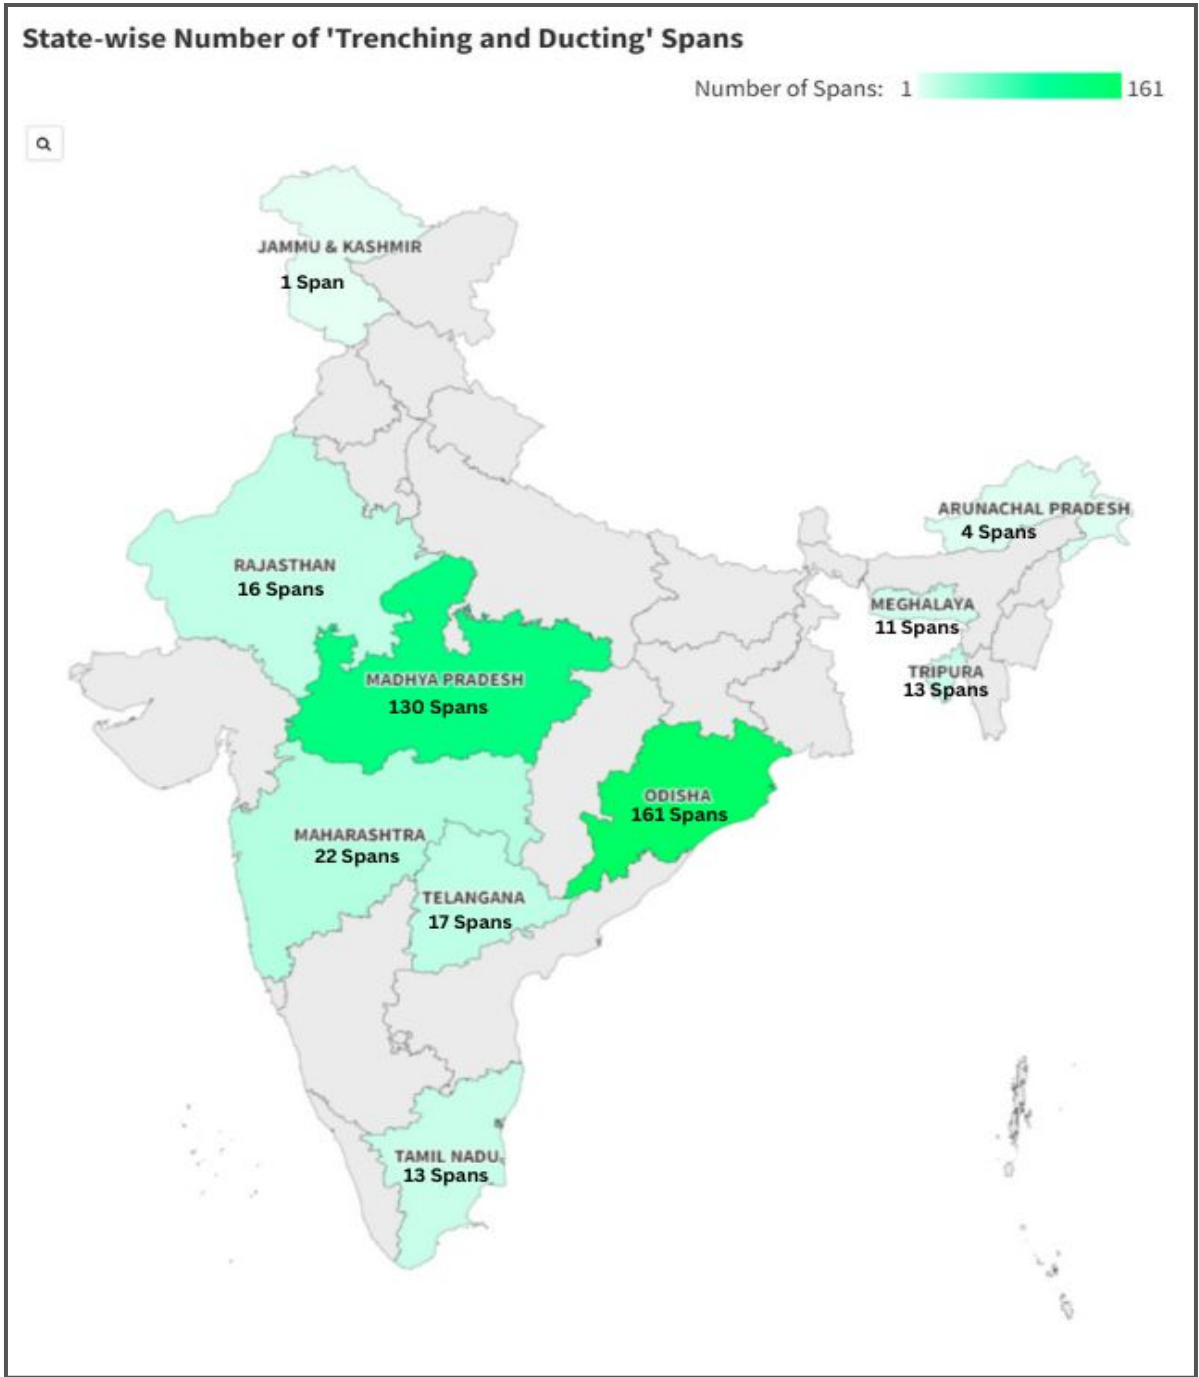 State-wise Number of 'Trenching and Ducting' Spans
Number of Spans: 1 161
JAMMU & KASHMIR
1 Span
ARUNACHAL PRADESH
4 Spans
RAJASTHAN
16 Spans
MEGHALAYA
11 Spans
TRIPURA
13 Spans
MADHYA PRADESH
130 Spans
ODISHA
161 Spans
MAHARASHTRA
22 Spans
TELANGANA
17 Spans
TAMIL NADU
13 Spans